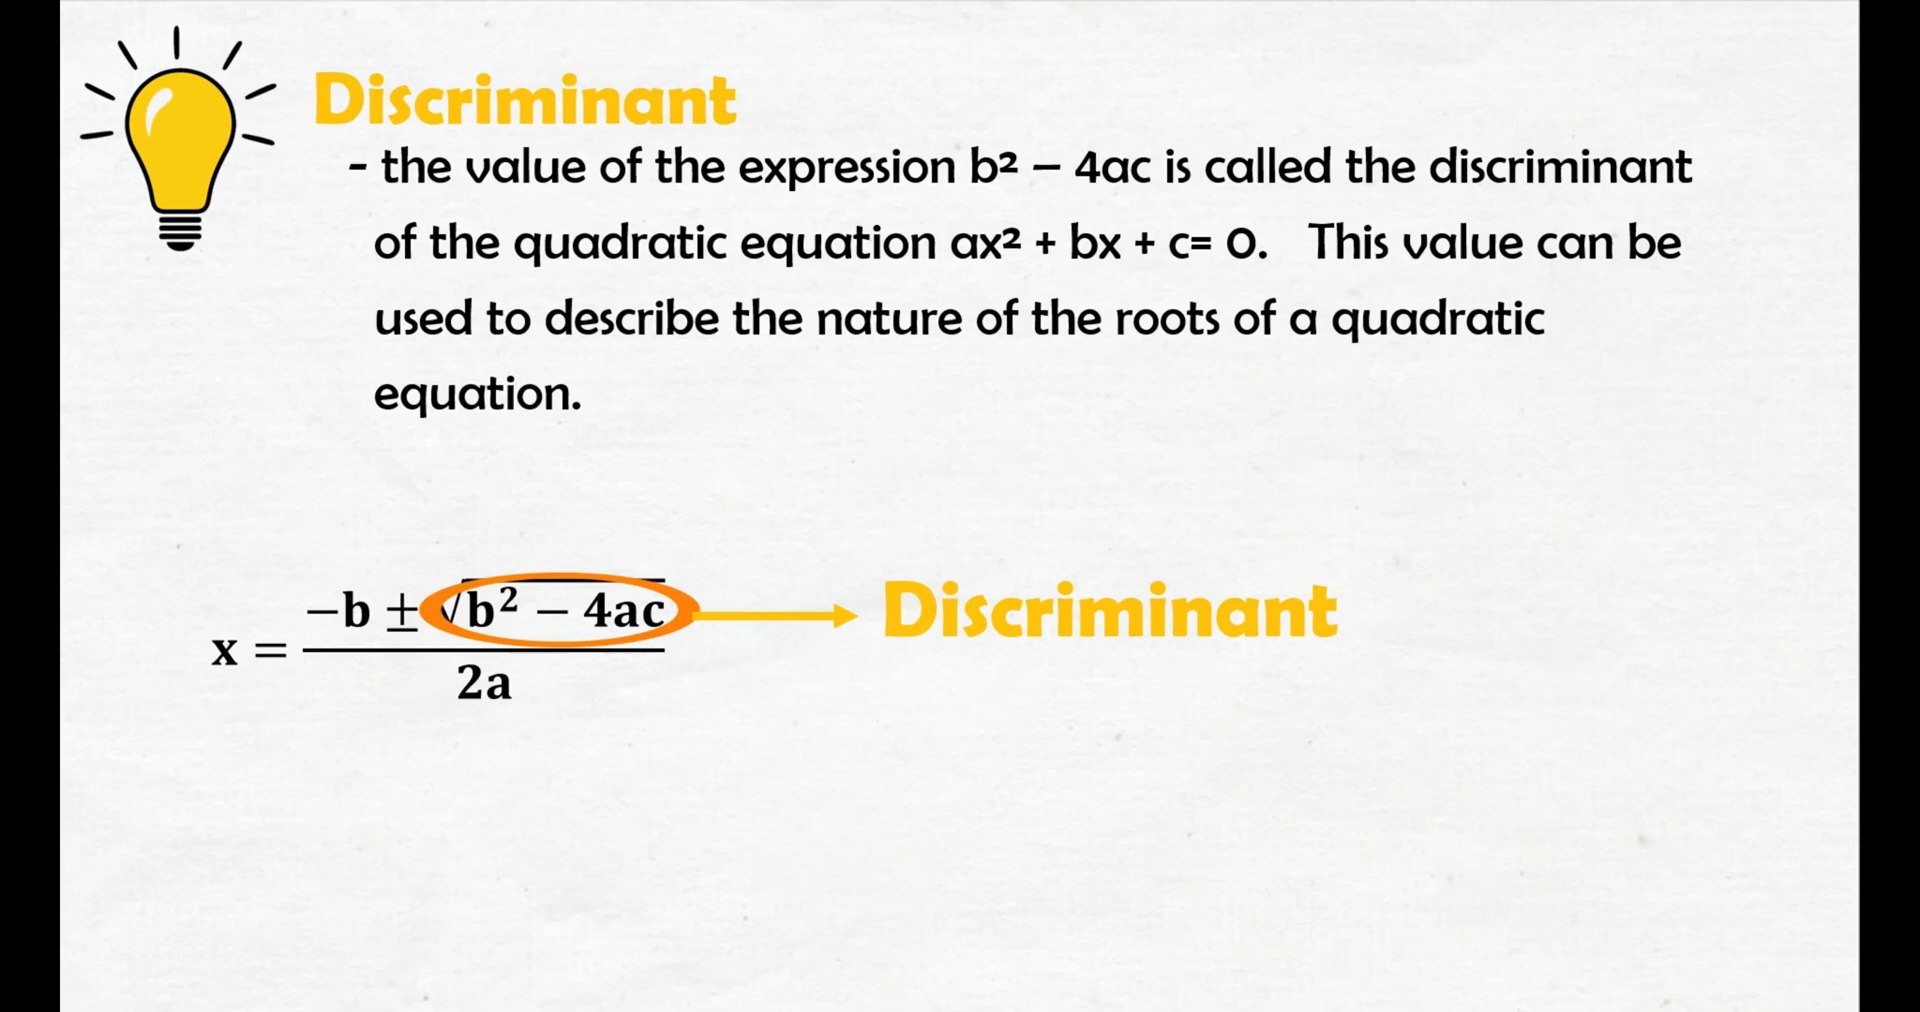 Discriminant
- the value of the expression b² – 4ac is called the discriminant
of the quadratic equation ax² + bx + c= 0. This value can be
used to describe the nature of the roots of a quadratic
equation.
x = (−b ± √(b² − 4ac)) / 2a
Discriminant